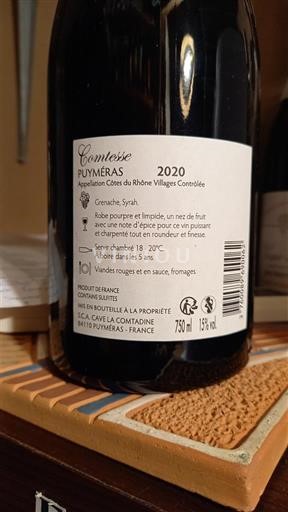 Comtesse
PUYMÉRAS 2020
Appellation Côtes du Rhône Villages Contrôlée
Grenache, Syrah.
Robe pourpre et limpide, un nez de fruit
avec une note d'épice pour ce vin puissant
et charpenté tout en roundeur et finesse.
Servir chambré 18 - 20°C.
A boire dans les 5 ans.
Viandes rouges et en sauce, fromages
PRODUIT DE FRANCE
CONTAINS SULFITES
MIS EN BOUTEILLE À LA PROPRIÉTÉ
S.C.A. CAVE LA COMTADINE
84110 PUYMÉRAS - FRANCE
750 ml 15% vol